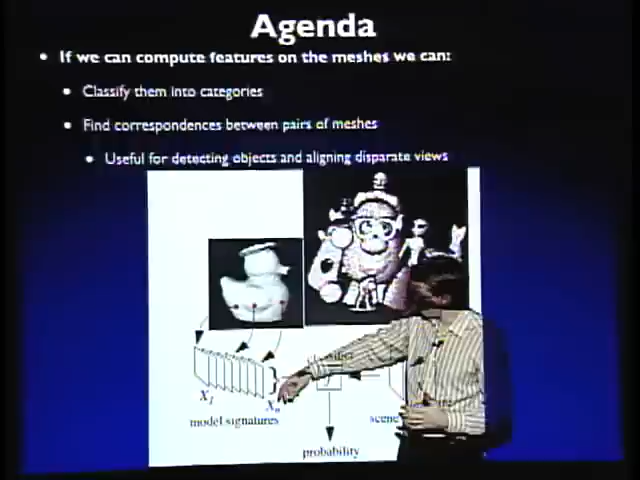 Agenda
• If we can compute features on the meshes we can:
• Classify them into categories
• Find correspondences between pairs of meshes
• Useful for detecting objects and aligning disparate views
X1
Xn
model signatures
scene
probability